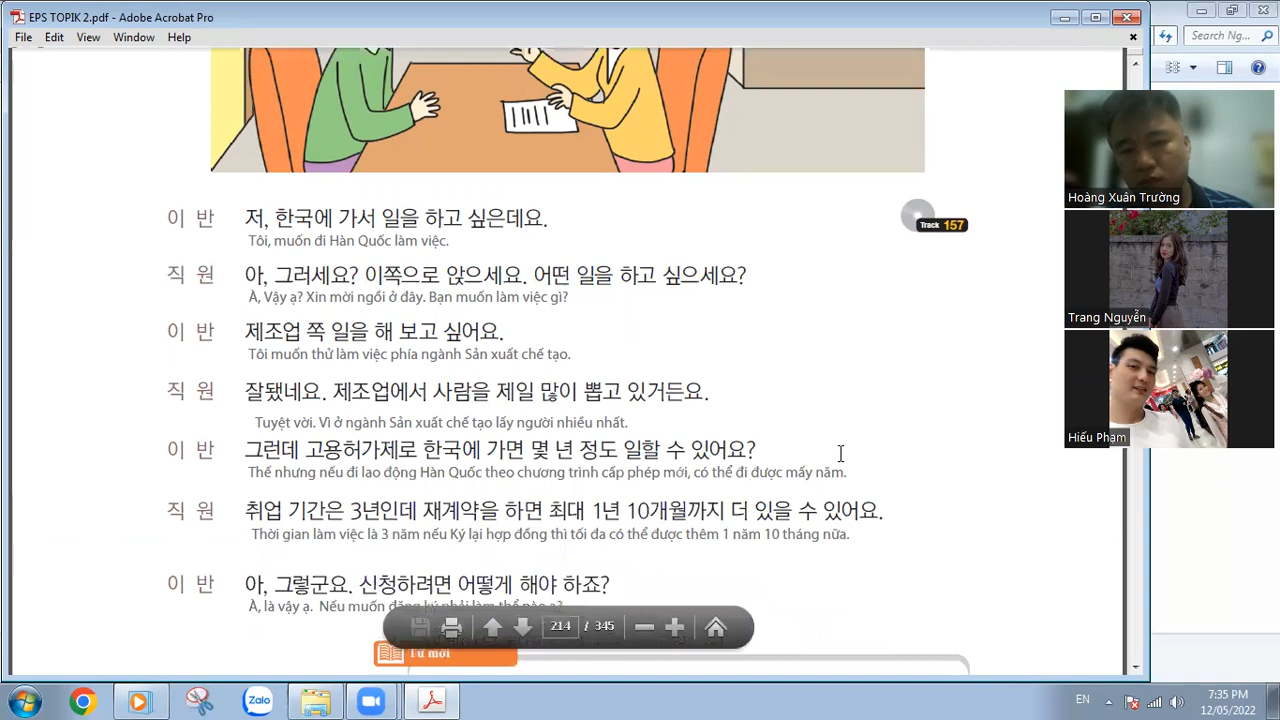 EPS TOPIK 2.pdf - Adobe Acrobat Pro
File Edit View Window Help
Search Ng...
Hoàng Xuân Trường
Trang Nguyễn
Hiếu Phạm
Track 157
이 반 저, 한국에 가서 일을 하고 싶은데요.
Tôi, muốn đi Hàn Quốc làm việc.
직 원 아, 그러세요? 이쪽으로 앉으세요. 어떤 일을 하고 싶으세요?
À, Vậy ạ? Xin mời ngồi ở đây. Bạn muốn làm việc gì?
이 반 제조업 쪽 일을 해 보고 싶어요.
Tôi muốn thử làm việc phía ngành Sản xuất chế tạo.
직 원 잘됐네요. 제조업에서 사람을 제일 많이 뽑고 있거든요.
Tuyệt vời. Vì ở ngành Sản xuất chế tạo lấy người nhiều nhất.
이 반 그런데 고용허가제로 한국에 가면 몇 년 정도 일할 수 있어요?
Thế nhưng nếu đi lao động Hàn Quốc theo chương trình cấp phép mới, có thể đi được mấy năm.
직 원 취업 기간은 3년인데 재계약을 하면 최대 1년 10개월까지 더 있을 수 있어요.
Thời gian làm việc là 3 năm nếu Ký lại hợp đồng thì tối đa có thể được thêm 1 năm 10 tháng nữa.
이 반 아, 그렇군요. 신청하려면 어떻게 해야 하죠?
À, là vậy ạ. Nếu muốn đăng ký phải làm thế nào ạ?
214 / 345
Từ mới
Zalo
EN
7:35 PM
12/05/2022